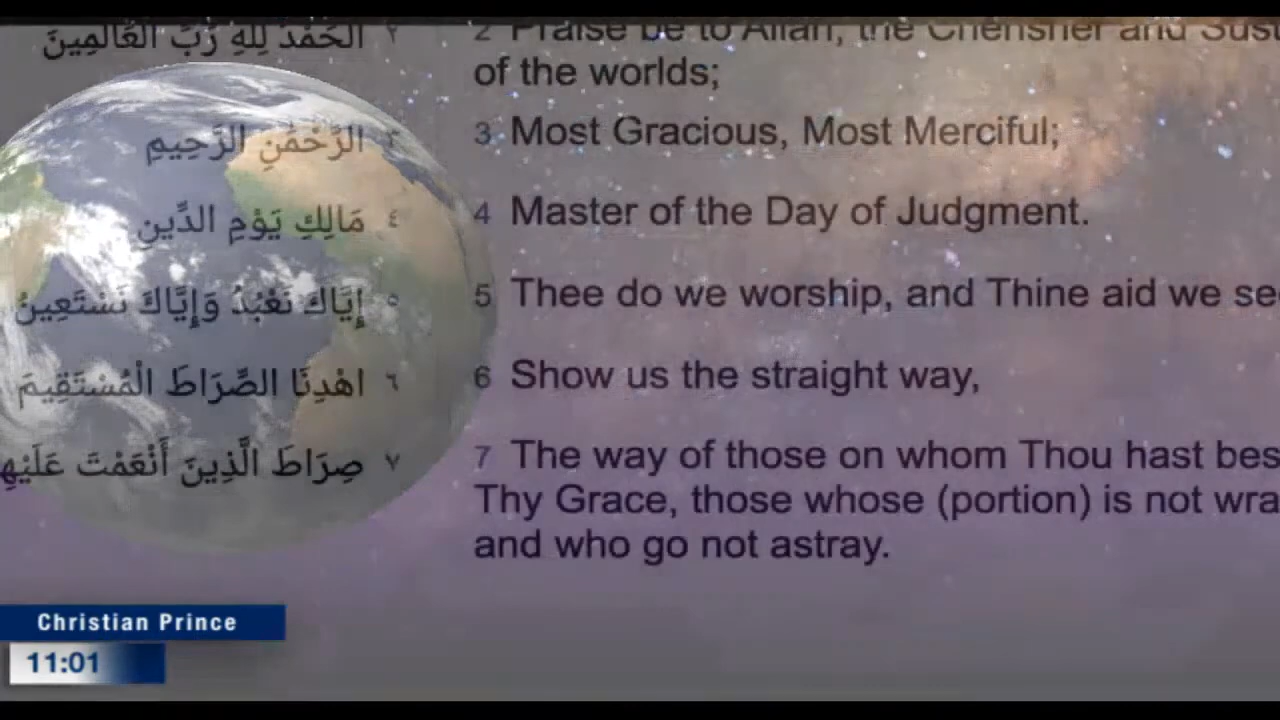 الْحَمْدُ لِلَّهِ رَبِّ الْعَالَمِينَ ٢
2 Praise be to Allah, the Cherisher and
of the worlds;
الرَّحْمَٰنِ الرَّحِيمِ ٣
3 Most Gracious, Most Merciful;
مَالِكِ يَوْمِ الدِّينِ ٤
4 Master of the Day of Judgment.
إِيَّاكَ نَعْبُدُ وَإِيَّاكَ نَسْتَعِينُ ٥
5 Thee do we worship, and Thine aid we se
اهْدِنَا الصِّرَاطَ الْمُسْتَقِيمَ ٦
6 Show us the straight way,
صِرَاطَ الَّذِينَ أَنْعَمْتَ عَلَيْهِ ٧
7 The way of those on whom Thou hast bes
Thy Grace, those whose (portion) is not wra
and who go not astray.
Christian Prince
11:01